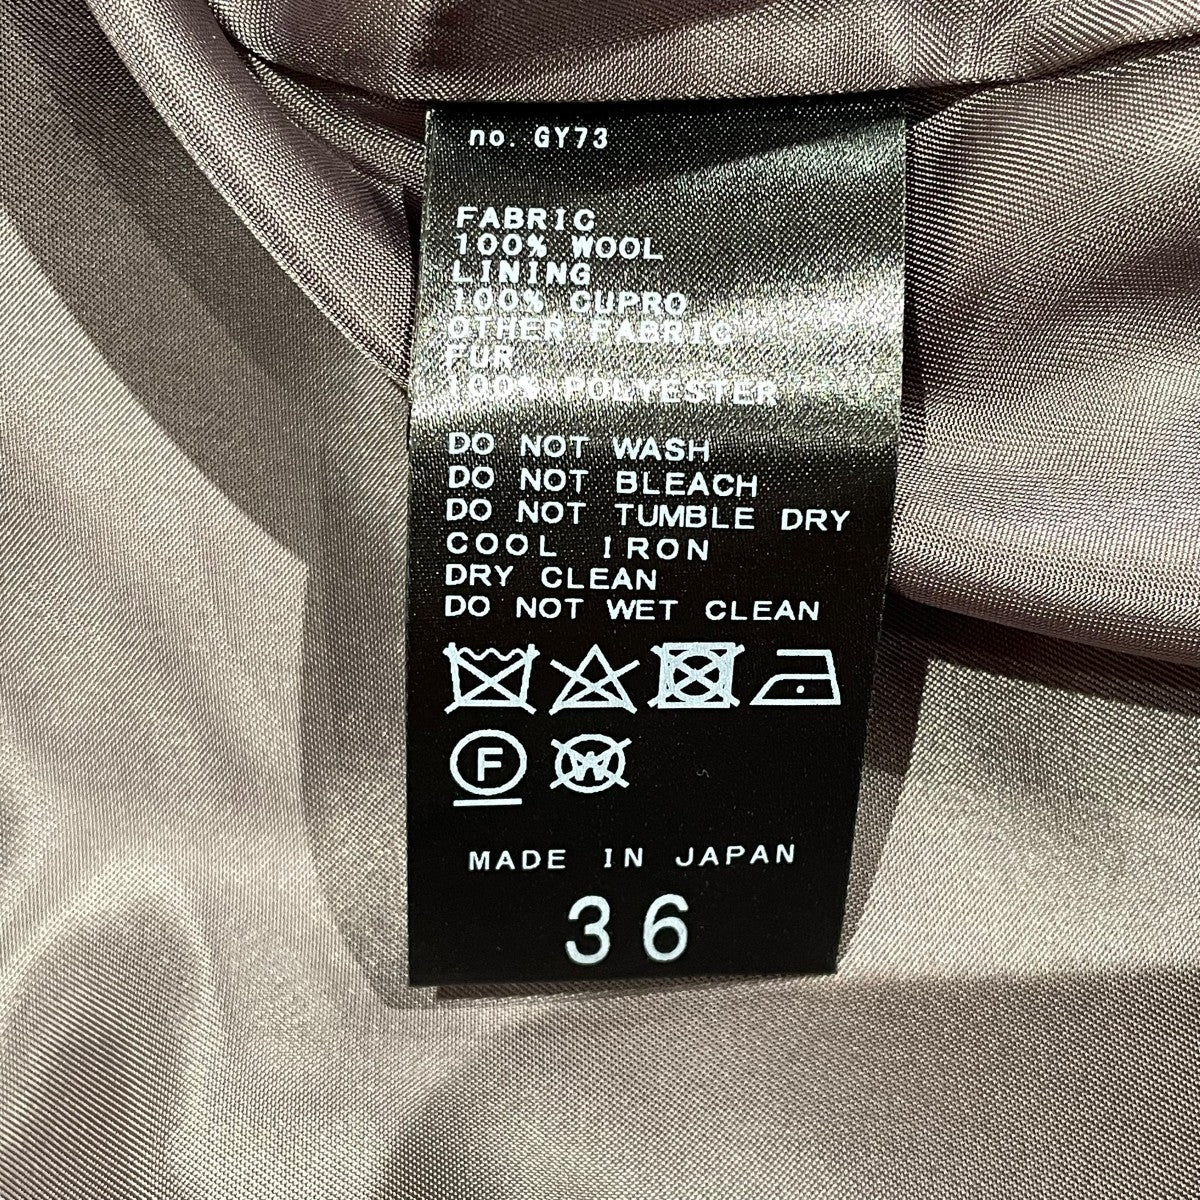 no. GY73
FABRIC
100% WOOL
LINING
100% CUPRO
OTHER FABRIC
FUR
100% POLYESTER
DO NOT WASH
DO NOT BLEACH
DO NOT TUMBLE DRY
COOL IRON
DRY CLEAN
DO NOT WET CLEAN
F W
MADE IN JAPAN
36